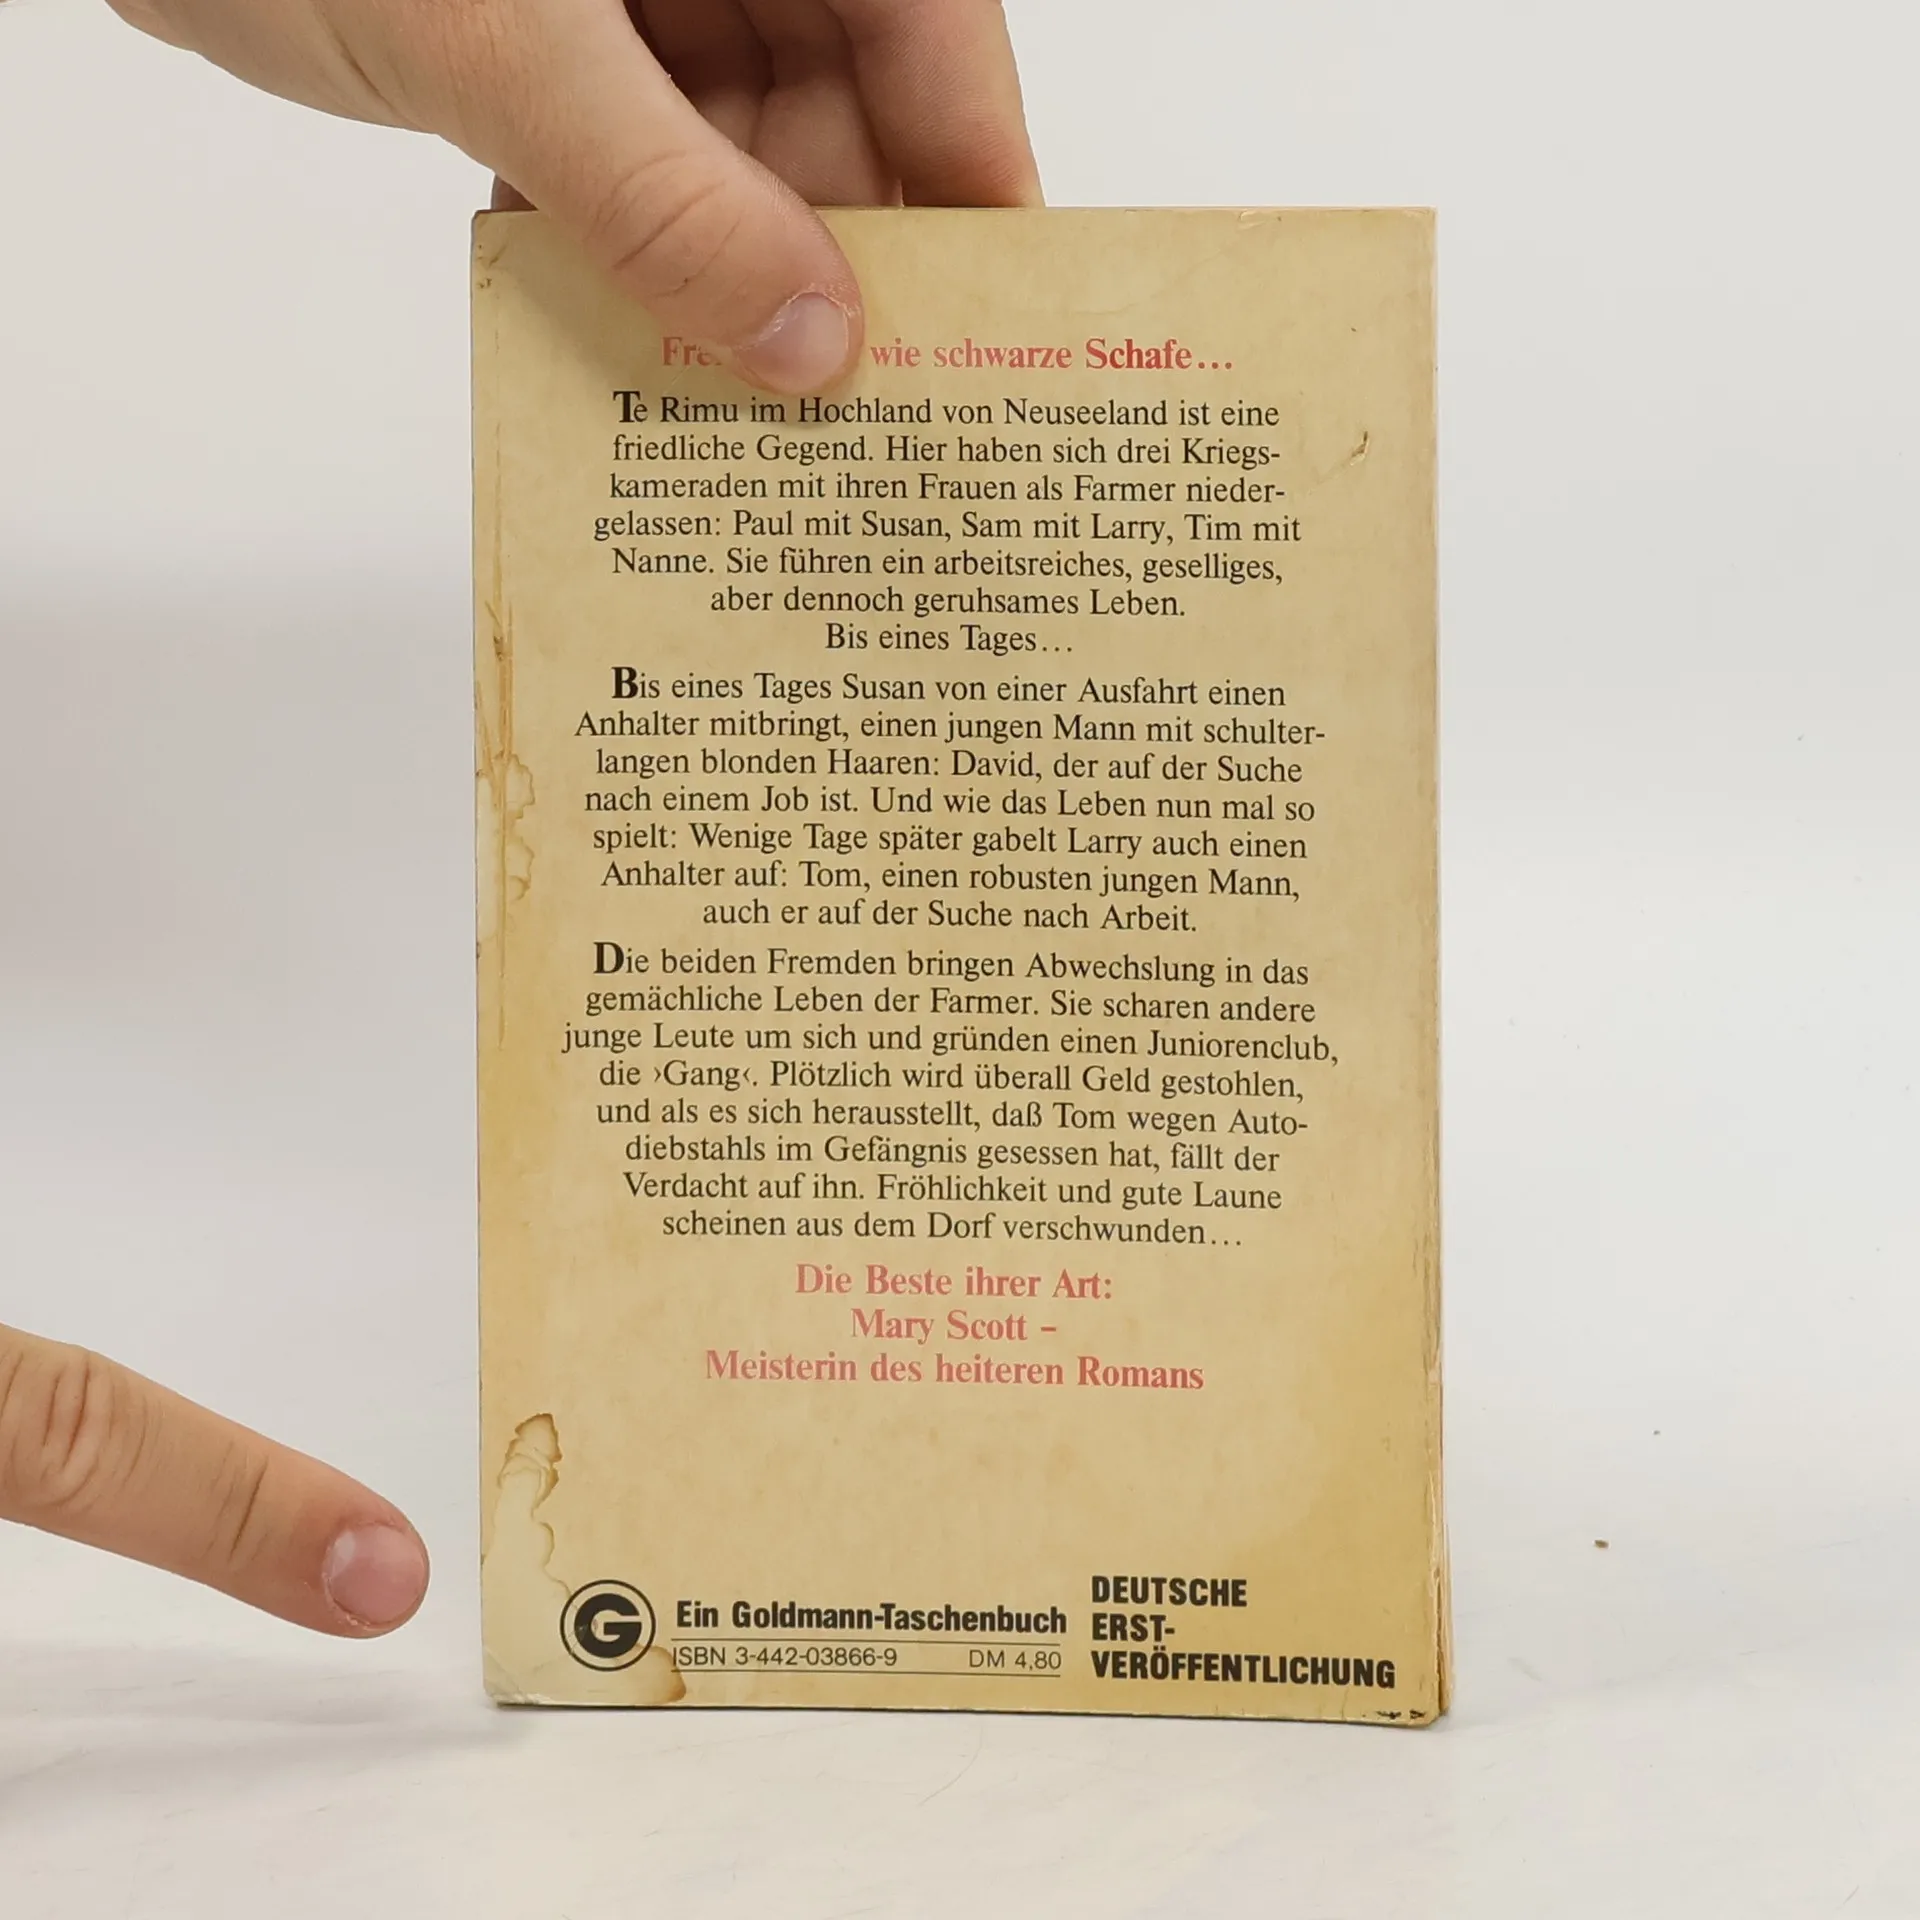 wie schwarze Schafe...
Te Rimu im Hochland von Neuseeland ist eine
friedliche Gegend. Hier haben sich drei Kriegs-
kameraden mit ihren Frauen als Farmer nieder-
gelassen: Paul mit Susan, Sam mit Larry, Tim mit
Nanne. Sie führen ein arbeitsreiches, geselliges,
aber dennoch geruhsames Leben.
Bis eines Tages...
Bis eines Tages Susan von einer Ausfahrt einen
Anhalter mitbringt, einen jungen Mann mit schulter-
langen blonden Haaren: David, der auf der Suche
nach einem Job ist. Und wie das Leben nun mal so
spielt: Wenige Tage später gabelt Larry auch einen
Anhalter auf: Tom, einen robusten jungen Mann,
auch er auf der Suche nach Arbeit.
Die beiden Fremden bringen Abwechslung in das
gemächliche Leben der Farmer. Sie scharen andere
junge Leute um sich und gründen einen Juniorenclub,
die ›Gang‹. Plötzlich wird überall Geld gestohlen,
und als es sich herausstellt, daß Tom wegen Auto-
diebstahls im Gefängnis gesessen hat, fällt der
Verdacht auf ihn. Fröhlichkeit und gute Laune
scheinen aus dem Dorf verschwunden...
Die Beste ihrer Art:
Mary Scott –
Meisterin des heiteren Romans
G
Ein Goldmann-Taschenbuch
ISBN 3-442-03866-9 DM 4,80
DEUTSCHE
ERST-
VERÖFFENTLICHUNG